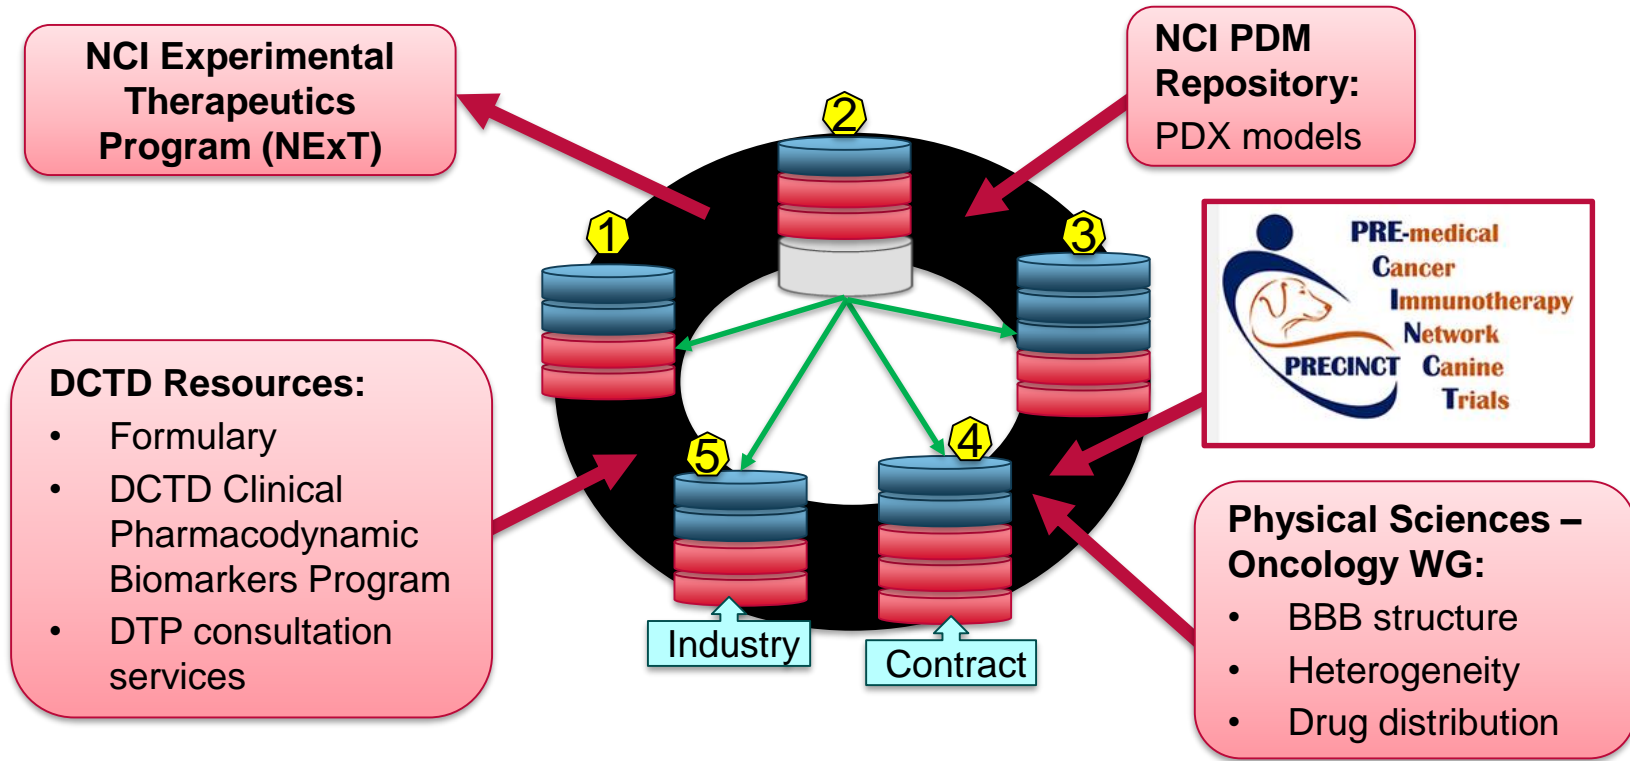 NCI Experimental
Therapeutics
Program (NExT)
NCI PDM
Repository:
PDX models
2
1
3
PRE-medical
Cancer
Immunotherapy
Network
Canine
Trials
PRECINCT
DCTD Resources:
• Formulary
• DCTD Clinical
Pharmacodynamic
Biomarkers Program
• DTP consultation
services
5
4
Industry
Contract
Physical Sciences –
Oncology WG:
• BBB structure
• Heterogeneity
• Drug distribution